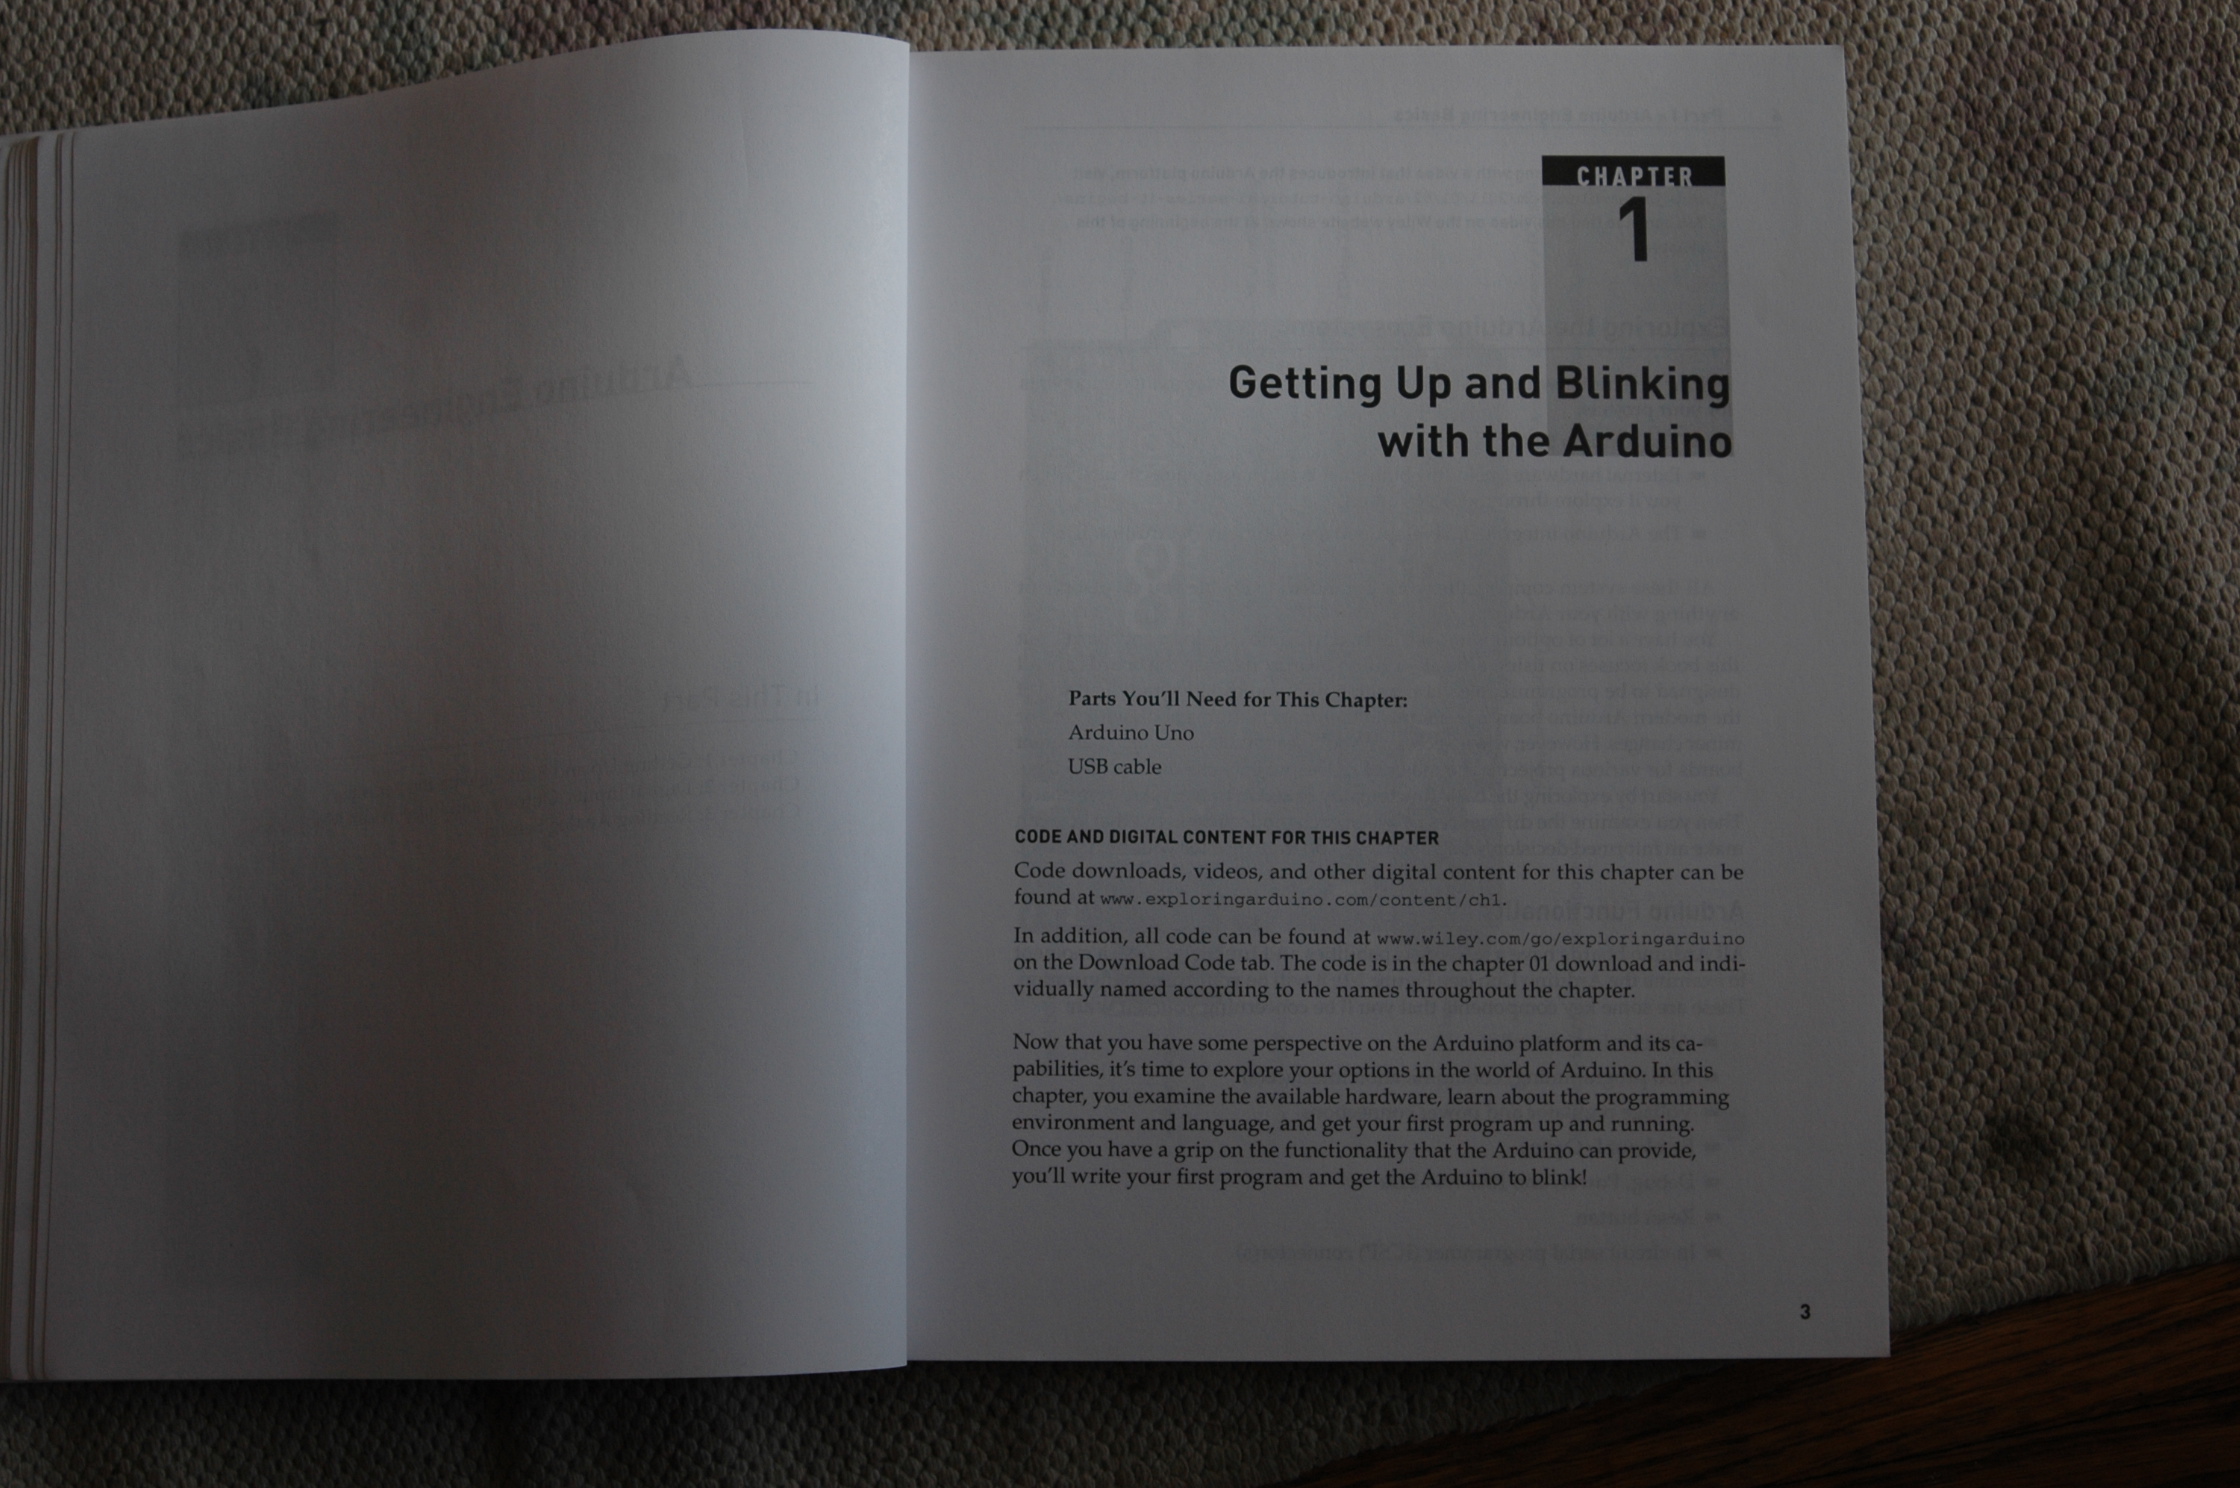 CHAPTER
1
Getting Up and Blinking
with the Arduino
Parts You'll Need for This Chapter:
Arduino Uno
USB cable
CODE AND DIGITAL CONTENT FOR THIS CHAPTER
Code downloads, videos, and other digital content for this chapter can be
found at www.exploringarduino.com/content/ch1.
In addition, all code can be found at www.wiley.com/go/exploringarduino
on the Download Code tab. The code is in the chapter 01 download and indi-
vidually named according to the names throughout the chapter.
Now that you have some perspective on the Arduino platform and its ca-
pabilities, it's time to explore your options in the world of Arduino. In this
chapter, you examine the available hardware, learn about the programming
environment and language, and get your first program up and running.
Once you have a grip on the functionality that the Arduino can provide,
you'll write your first program and get the Arduino to blink!
3